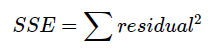 SSE = ∑ residual²